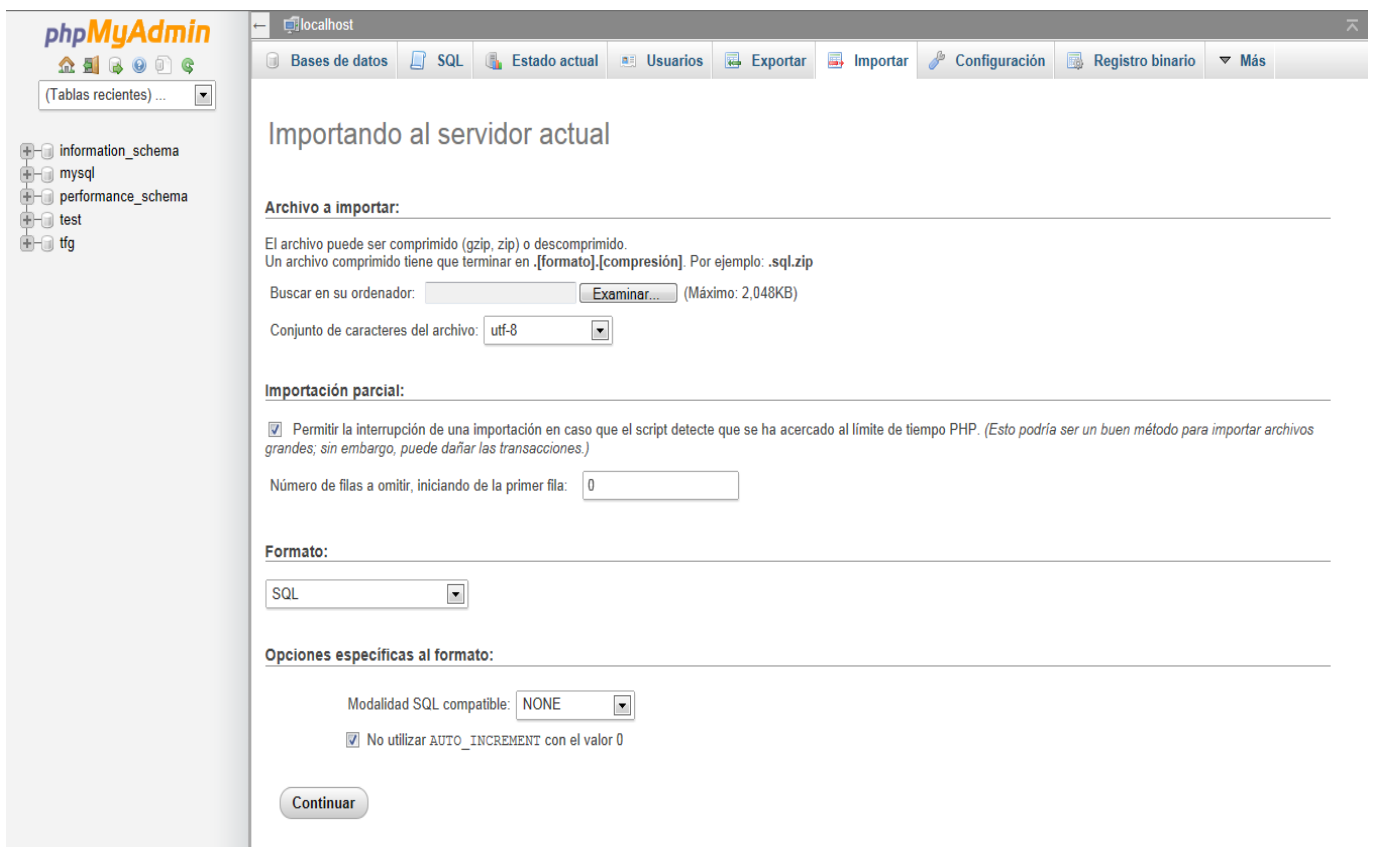 phpMyAdmin
(Tablas recientes) ...
information_schema
mysql
performance_schema
test
tfg
localhost
Bases de datos SQL Estado actual Usuarios Exportar Importar Configuración Registro binario Más
Importando al servidor actual
Archivo a importar:
El archivo puede ser comprimido (gzip, zip) o descomprimido.
Un archivo comprimido tiene que terminar en .[formato].[compresión]. Por ejemplo: .sql.zip
Buscar en su ordenador: Examinar... (Máximo: 2,048KB)
Conjunto de caracteres del archivo: utf-8
Importación parcial:
Permitir la interrupción de una importación en caso que el script detecte que se ha acercado al límite de tiempo PHP. (Esto podría ser un buen método para importar archivos
grandes; sin embargo, puede dañar las transacciones.)
Número de filas a omitir, iniciando de la primer fila: 0
Formato:
SQL
Opciones específicas al formato:
Modalidad SQL compatible: NONE
No utilizar AUTO_INCREMENT con el valor 0
Continuar